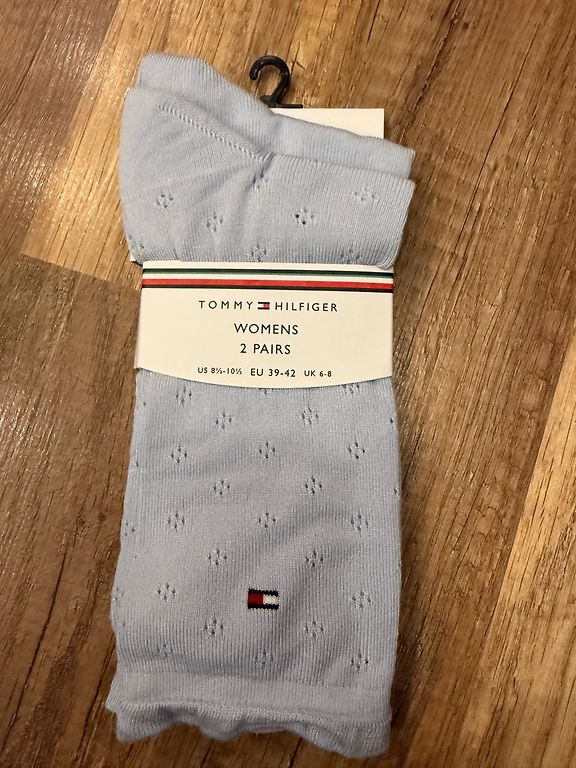 TOMMY HILFIGER
WOMENS
2 PAIRS
US 8½-10½ EU 39-42 UK 6-8